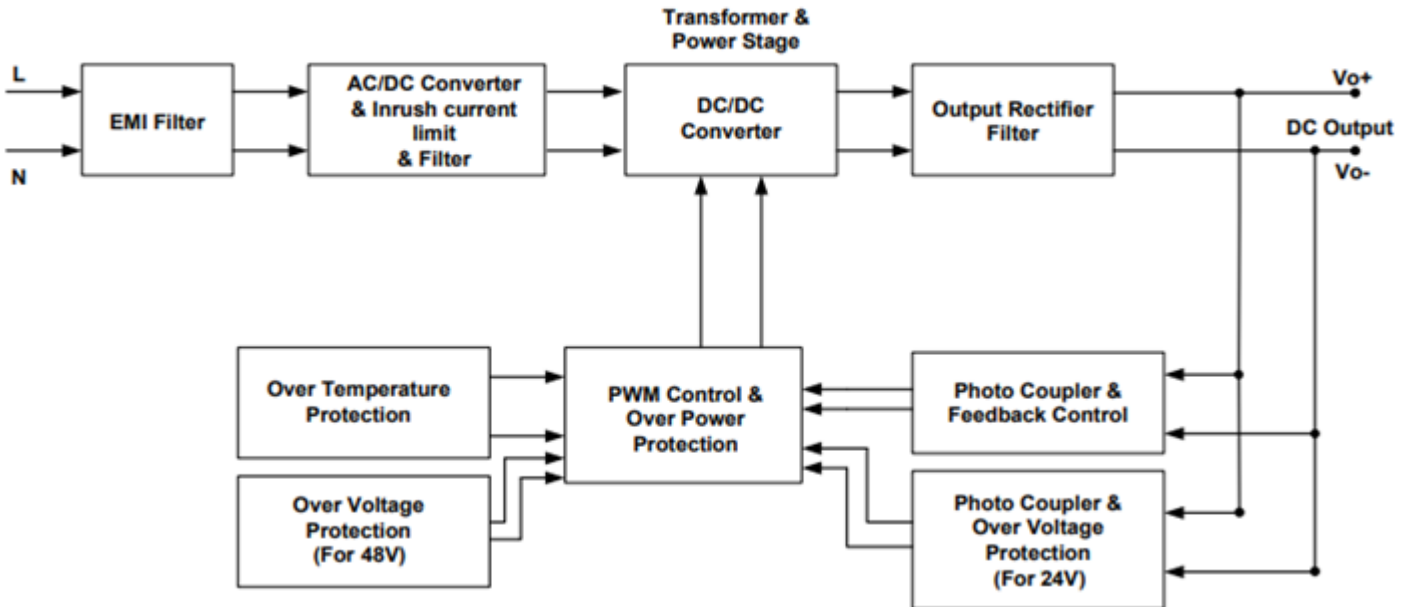 Transformer &
Power Stage
L
N
EMI Filter
AC/DC Converter
& Inrush current
limit
& Filter
DC/DC
Converter
Output Rectifier
Filter
Vo+
DC Output
Vo-
Over Temperature
Protection
PWM Control &
Over Power
Protection
Photo Coupler &
Feedback Control
Over Voltage
Protection
(For 48V)
Photo Coupler &
Over Voltage
Protection
(For 24V)